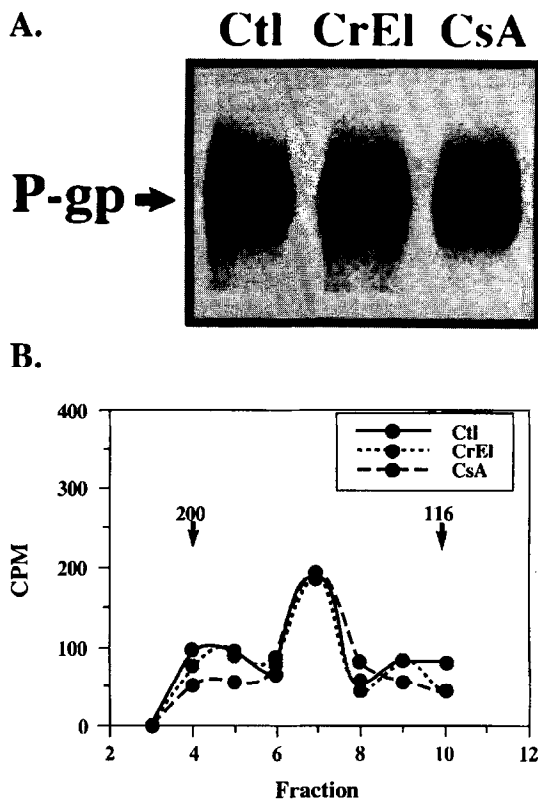 A.
Ctl CrEl CsA
P-gp
B.
400
300
200
100
0
CPM
Ctl
CrEl
CsA
200
116
2 4 6 8 10 12
Fraction